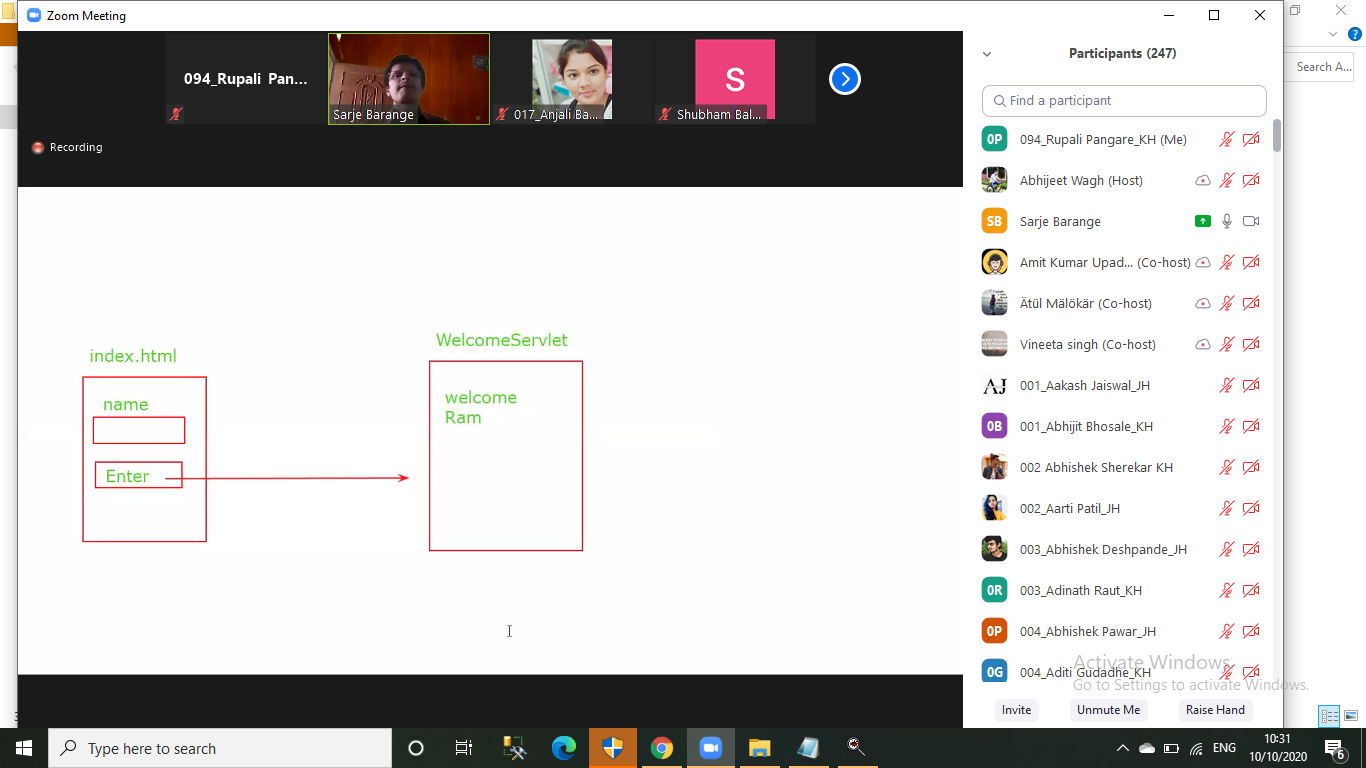 Zoom Meeting
094_Rupali Pan...
Sarje Barange
017_Anjali Ba...
S
Shubham Bal...
Recording
index.html
name
Enter
WelcomeServlet
welcome
Ram
Participants (247)
Find a participant
0P 094_Rupali Pangare_KH (Me)
Abhijeet Wagh (Host)
SB Sarje Barange
Amit Kumar Upad... (Co-host)
Ätül Mälökär (Co-host)
Vineeta singh (Co-host)
AJ 001_Aakash Jaiswal_JH
0B 001_Abhijit Bhosale_KH
002 Abhishek Sherekar KH
002_Aarti Patil_JH
003_Abhishek Deshpande_JH
0R 003_Adinath Raut_KH
0P 004_Abhishek Pawar_JH
0G 004_Aditi Gudadhe_KH
Activate Windows
Go to Settings to activate Windows.
Invite
Unmute Me
Raise Hand
Search A...
Type here to search
ENG
10:31
10/10/2020
6